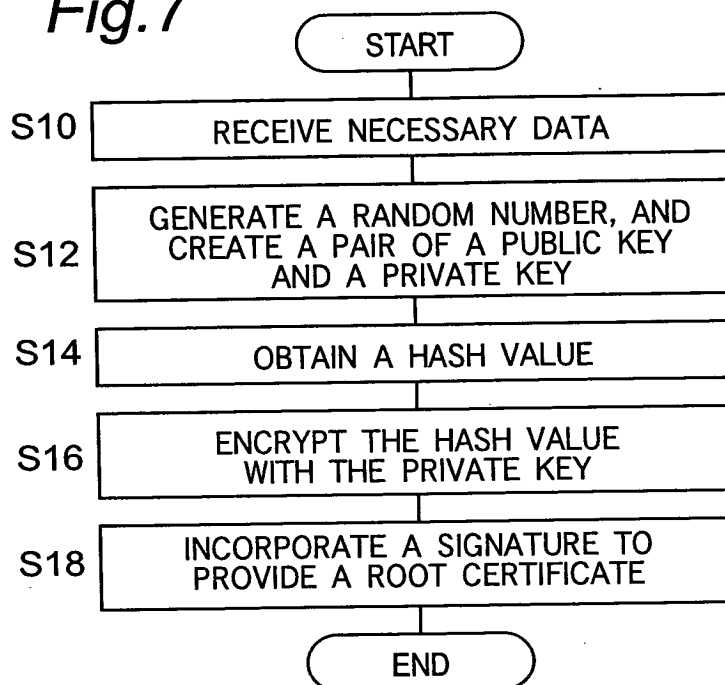 Fig.7
START
S10
RECEIVE NECESSARY DATA
S12
GENERATE A RANDOM NUMBER, AND
CREATE A PAIR OF A PUBLIC KEY
AND A PRIVATE KEY
S14
OBTAIN A HASH VALUE
S16
ENCRYPT THE HASH VALUE
WITH THE PRIVATE KEY
S18
INCORPORATE A SIGNATURE TO
PROVIDE A ROOT CERTIFICATE
END